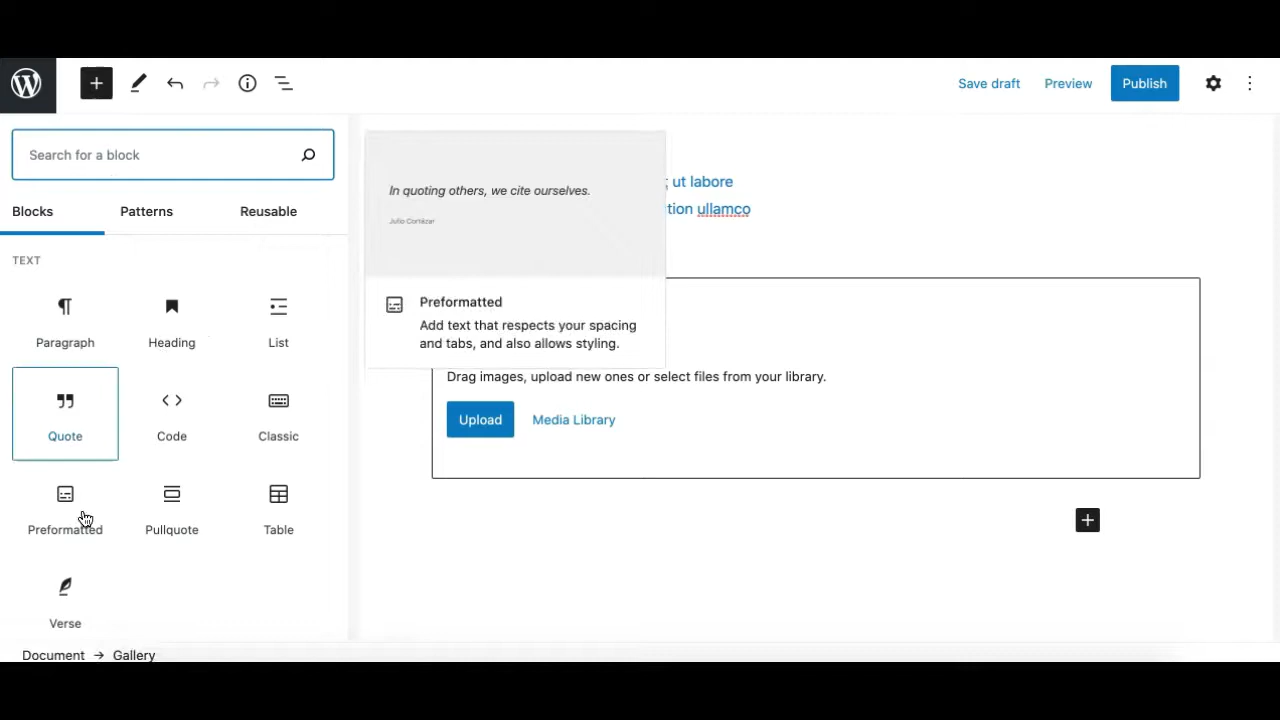 Save draft
Preview
Publish
Search for a block
Blocks
Patterns
Reusable
TEXT
Paragraph
Heading
List
Quote
Code
Classic
Preformatted
Pullquote
Table
Verse
In quoting others, we cite ourselves.
Julio Cortázar
Preformatted
Add text that respects your spacing
and tabs, and also allows styling.
ut labore
tion ullamco
Drag images, upload new ones or select files from your library.
Upload
Media Library
Document → Gallery